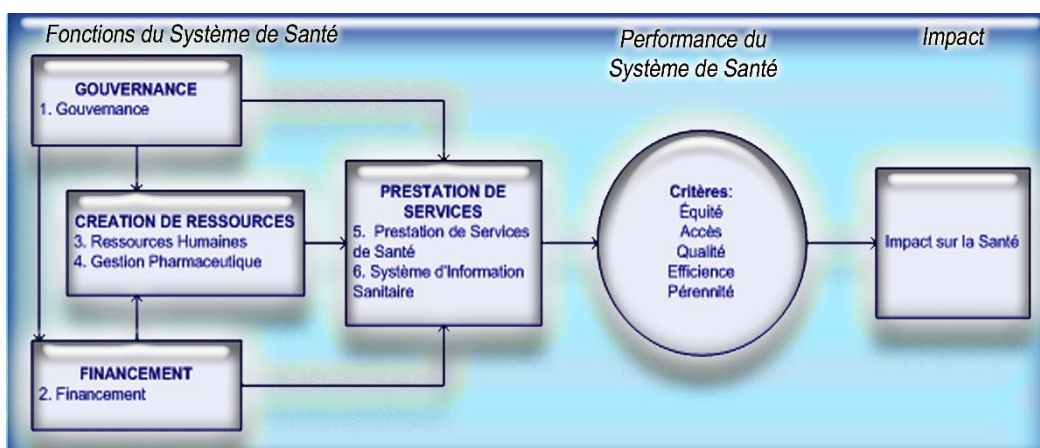 Fonctions du Système de Santé
Performance du
Système de Santé
Impact
GOUVERNANCE
1. Gouvernance
CREATION DE RESSOURCES
3. Ressources Humaines
4. Gestion Pharmaceutique
FINANCEMENT
2. Financement
PRESTATION DE
SERVICES
5. Prestation de Services
de Santé
6. Système d'Information
Sanitaire
Critères:
Équité
Accès
Qualité
Efficience
Pérennité
Impact sur la Santé